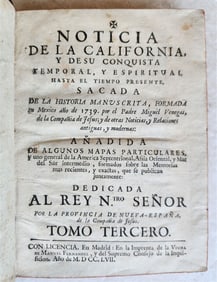 ✠
NOTICIA
DE LA CALIFORNIA,
Y DE SU CONQUISTA
TEMPORAL, Y ESPIRITUAL
HASTA EL TIEMPO PRESENTE.
SACADA
DE LA HISTORIA MANUSCRITA, FORMADA
en Mexico año de 1739. por el Padre Miguèl Venegas,
de la Compañia de Jesus; y de otras Noticias, y Relaciones
antiguas, y modernas:
AÑADIDA
DE ALGUNOS MAPAS PARTICULARES,
y uno general de la America Septentrional, Assia Oriental, y Mar
del Sùr intermedio, formados sobre las Memorias
mas recientes, y exactas, que se publican
juntamente:
DEDICADA
AL REY N.TRO SEÑOR
POR LA PROVINCIA DE NUEVA-ESPAÑA,
de la Compañia de Jesus.
TOMO TERCERO.
CON LICENCIA. En Madrid: En la Imprenta de la Viuda
de Manuel Fernandez, y del Supremo Consejo de la Inqui-
sicion. Año de M.D CC. LVII.